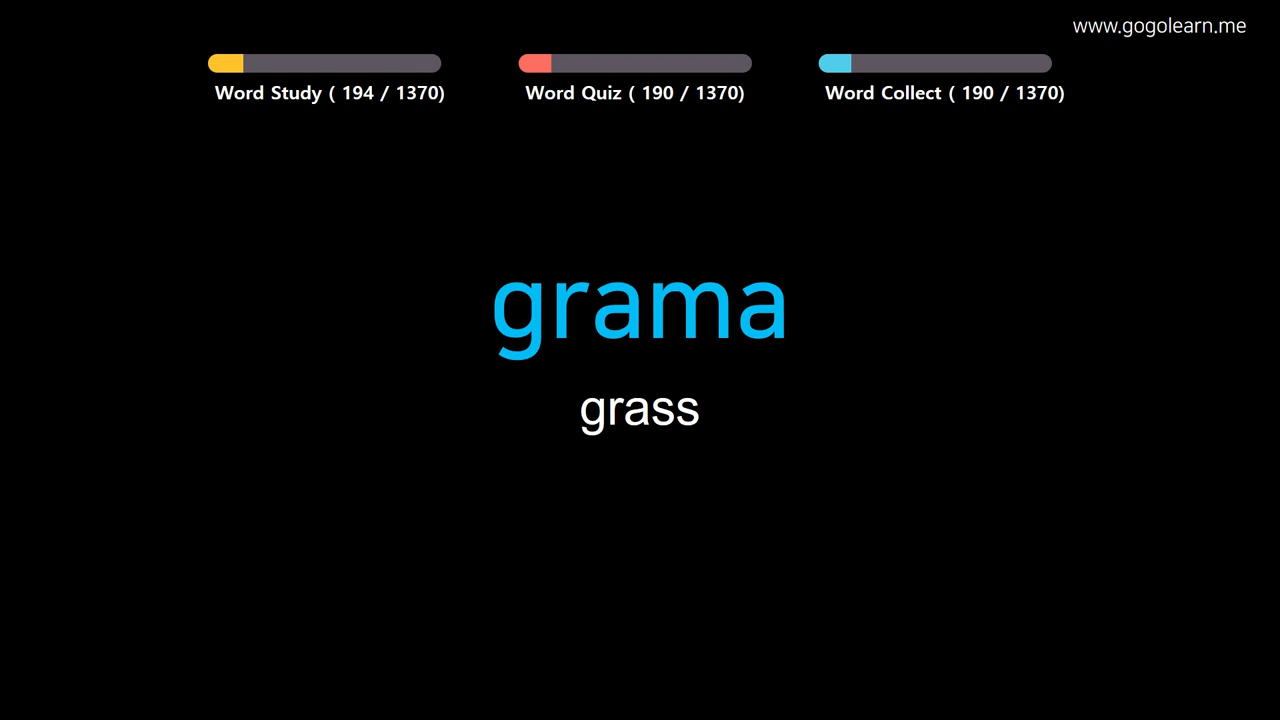 www.gogolearn.me
Word Study ( 194 / 1370)
Word Quiz ( 190 / 1370)
Word Collect ( 190 / 1370)
grama
grass